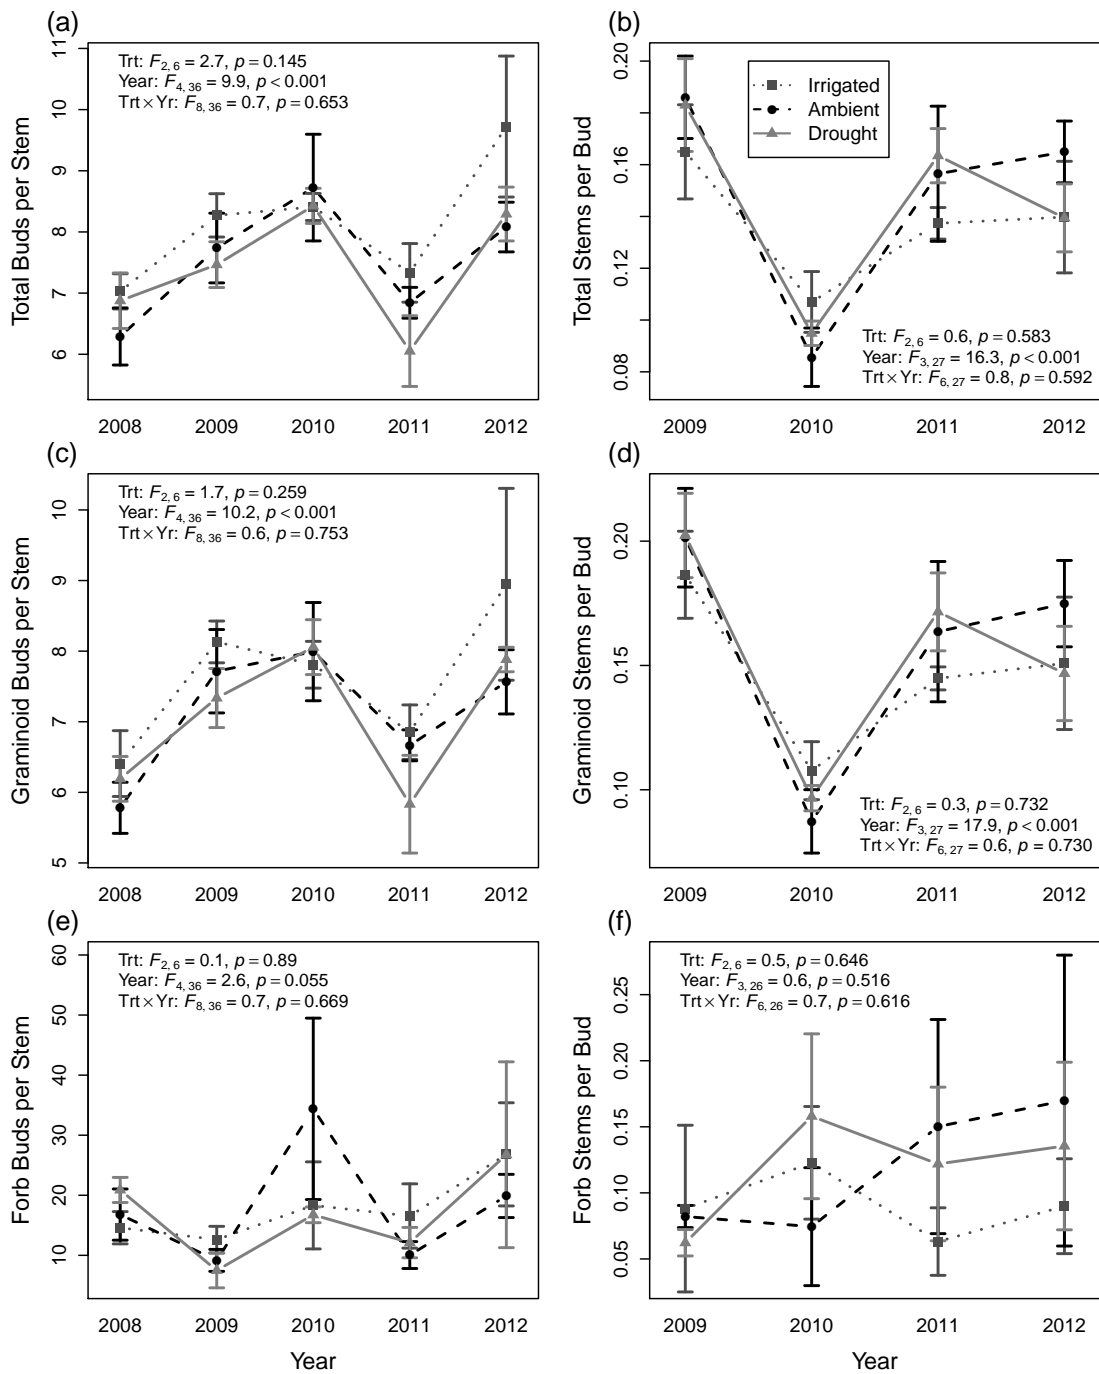 (a)
Total Buds per Stem
11
10
9
8
7
6
Trt: F2, 6 = 2.7, p = 0.145
Year: F4, 36 = 9.9, p < 0.001
Trt×Yr: F8, 36 = 0.7, p = 0.653
2008 2009 2010 2011 2012
(b)
Total Stems per Bud
0.20
0.16
0.12
0.08
Irrigated
Ambient
Drought
Trt: F2, 6 = 0.6, p = 0.583
Year: F3, 27 = 16.3, p < 0.001
Trt×Yr: F6, 27 = 0.8, p = 0.592
2009 2010 2011 2012
(c)
Graminoid Buds per Stem
10
9
8
7
6
5
Trt: F2, 6 = 1.7, p = 0.259
Year: F4, 36 = 10.2, p < 0.001
Trt×Yr: F8, 36 = 0.6, p = 0.753
2008 2009 2010 2011 2012
(d)
Graminoid Stems per Bud
0.20
0.15
0.10
Trt: F2, 6 = 0.3, p = 0.732
Year: F3, 27 = 17.9, p < 0.001
Trt×Yr: F6, 27 = 0.6, p = 0.730
2009 2010 2011 2012
(e)
Forb Buds per Stem
60
50
40
30
20
10
Trt: F2, 6 = 0.1, p = 0.89
Year: F4, 36 = 2.6, p = 0.055
Trt×Yr: F8, 36 = 0.7, p = 0.669
2008 2009 2010 2011 2012
Year
(f)
Forb Stems per Bud
0.25
0.20
0.15
0.10
0.05
Trt: F2, 6 = 0.5, p = 0.646
Year: F3, 26 = 0.6, p = 0.516
Trt×Yr: F6, 26 = 0.7, p = 0.616
2009 2010 2011 2012
Year